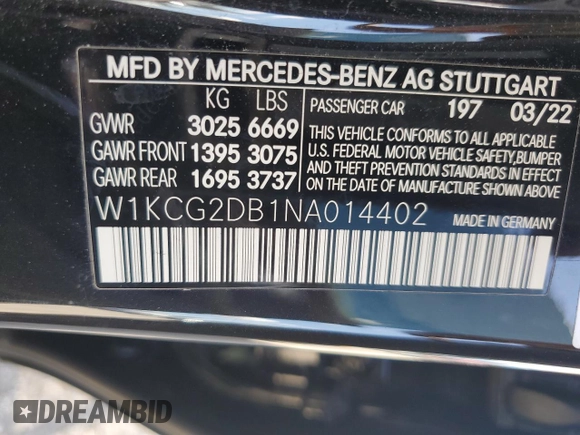 MFD BY MERCEDES-BENZ AG STUTTGART
KG LBS
GVWR 3025 6669
GAWR FRONT 1395 3075
GAWR REAR 1695 3737
PASSENGER CAR 197 03/22
THIS VEHICLE CONFORMS TO ALL APPLICABLE
U.S. FEDERAL MOTOR VEHICLE SAFETY,BUMPER
AND THEFT PREVENTION STANDARDS IN EFFECT
ON THE DATE OF MANUFACTURE SHOWN ABOVE.
W1KCG2DB1NA014402 MADE IN GERMANY
DREAMBID